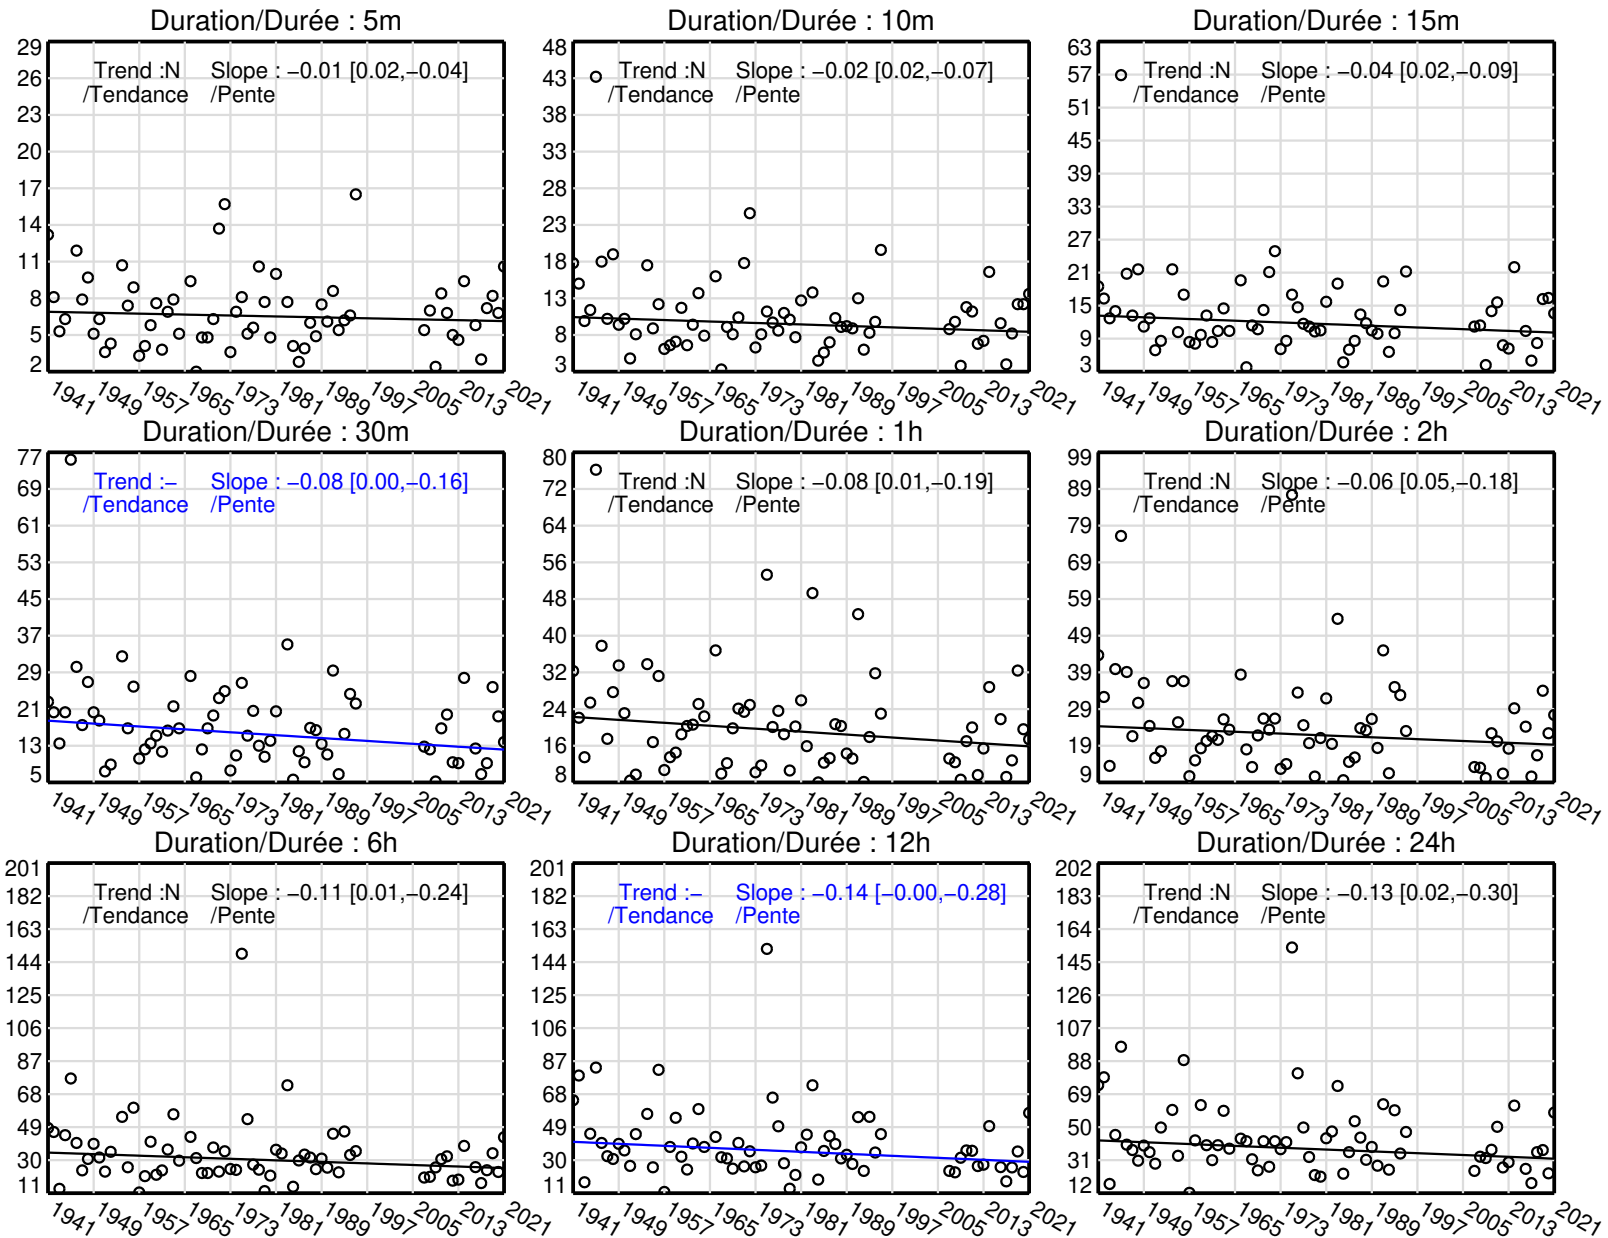 Duration/Durée : 5m
29
26
23
20
17
14
11
8
5
2
Trend :N Slope : −0.01 [0.02,−0.04]
/Tendance /Pente
1941 1949 1957 1965 1973 1981 1989 1997 2005 2013 2021
Duration/Durée : 10m
48
43
38
33
28
23
18
13
8
3
Trend :N Slope : −0.02 [0.02,−0.07]
/Tendance /Pente
1941 1949 1957 1965 1973 1981 1989 1997 2005 2013 2021
Duration/Durée : 15m
63
57
51
45
39
33
27
21
15
9
3
Trend :N Slope : −0.04 [0.02,−0.09]
/Tendance /Pente
1941 1949 1957 1965 1973 1981 1989 1997 2005 2013 2021
Duration/Durée : 30m
77
69
61
53
45
37
29
21
13
5
Trend :− Slope : −0.08 [0.00,−0.16]
/Tendance /Pente
1941 1949 1957 1965 1973 1981 1989 1997 2005 2013 2021
Duration/Durée : 1h
80
72
64
56
48
40
32
24
16
8
Trend :N Slope : −0.08 [0.01,−0.19]
/Tendance /Pente
1941 1949 1957 1965 1973 1981 1989 1997 2005 2013 2021
Duration/Durée : 2h
99
89
79
69
59
49
39
29
19
9
Trend :N Slope : −0.06 [0.05,−0.18]
/Tendance /Pente
1941 1949 1957 1965 1973 1981 1989 1997 2005 2013 2021
Duration/Durée : 6h
201
182
163
144
125
106
87
68
49
30
11
Trend :N Slope : −0.11 [0.01,−0.24]
/Tendance /Pente
1941 1949 1957 1965 1973 1981 1989 1997 2005 2013 2021
Duration/Durée : 12h
201
182
163
144
125
106
87
68
49
30
11
Trend :− Slope : −0.14 [−0.00,−0.28]
/Tendance /Pente
1941 1949 1957 1965 1973 1981 1989 1997 2005 2013 2021
Duration/Durée : 24h
202
183
164
145
126
107
88
69
50
31
12
Trend :N Slope : −0.13 [0.02,−0.30]
/Tendance /Pente
1941 1949 1957 1965 1973 1981 1989 1997 2005 2013 2021